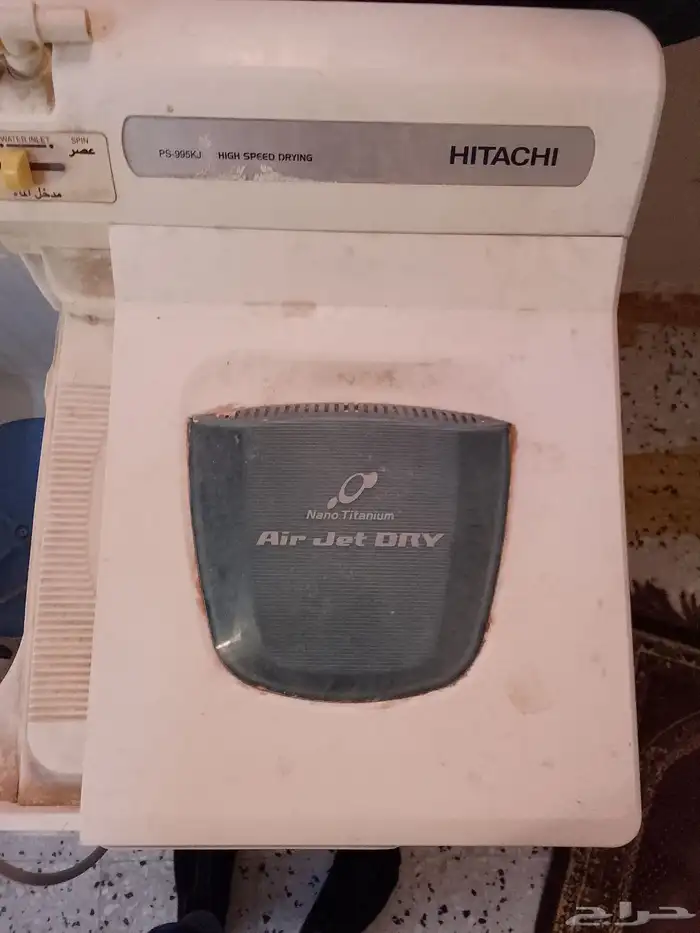 WATER INLET
SPIN
عصر
مدخل الماء
PS-995KJ HIGH SPEED DRYING
HITACHI
Nano Titanium
Air Jet DRY
حراج